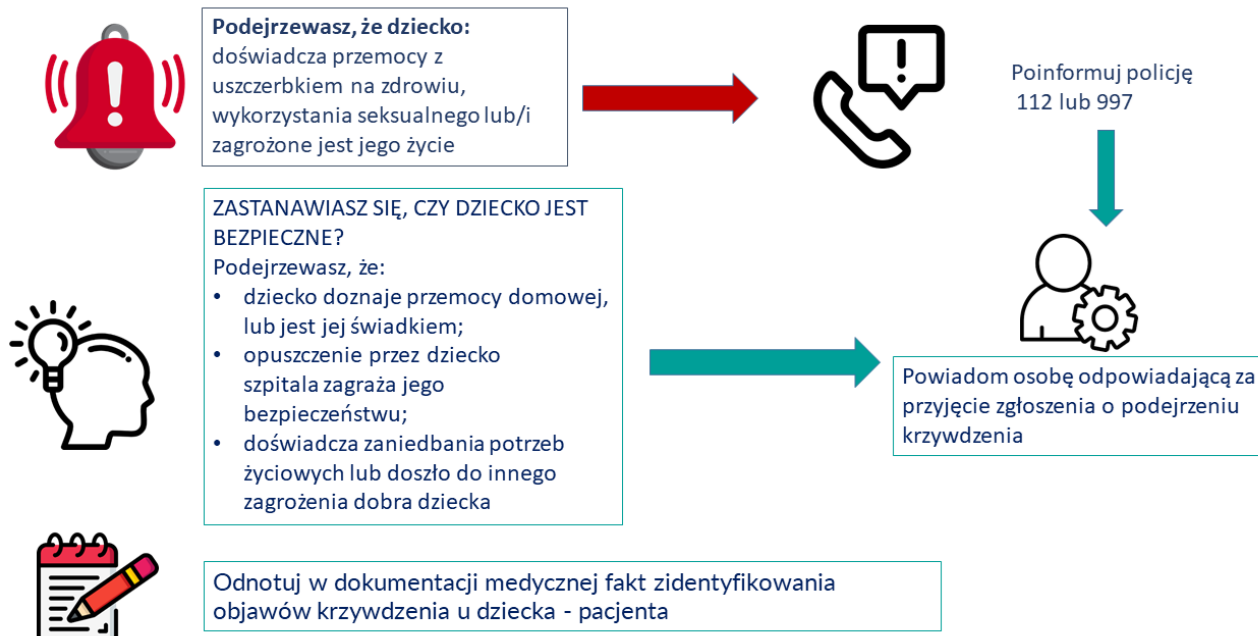 Podejrzewasz, że dziecko:
doświadcza przemocy z
uszczerbkiem na zdrowiu,
wykorzystania seksualnego lub/i
zagrożone jest jego życie
Poinformuj policję
112 lub 997
ZASTANAWIASZ SIĘ, CZY DZIECKO JEST
BEZPIECZNE?
Podejrzewasz, że:
• dziecko doznaje przemocy domowej,
lub jest jej świadkiem;
• opuszczenie przez dziecko
szpitala zagraża jego
bezpieczeństwu;
• doświadcza zaniedbania potrzeb
życiowych lub doszło do innego
zagrożenia dobra dziecka
Powiadom osobę odpowiadającą za
przyjęcie zgłoszenia o podejrzeniu
krzywdzenia
Odnotuj w dokumentacji medycznej fakt zidentyfikowania
objawów krzywdzenia u dziecka - pacjenta